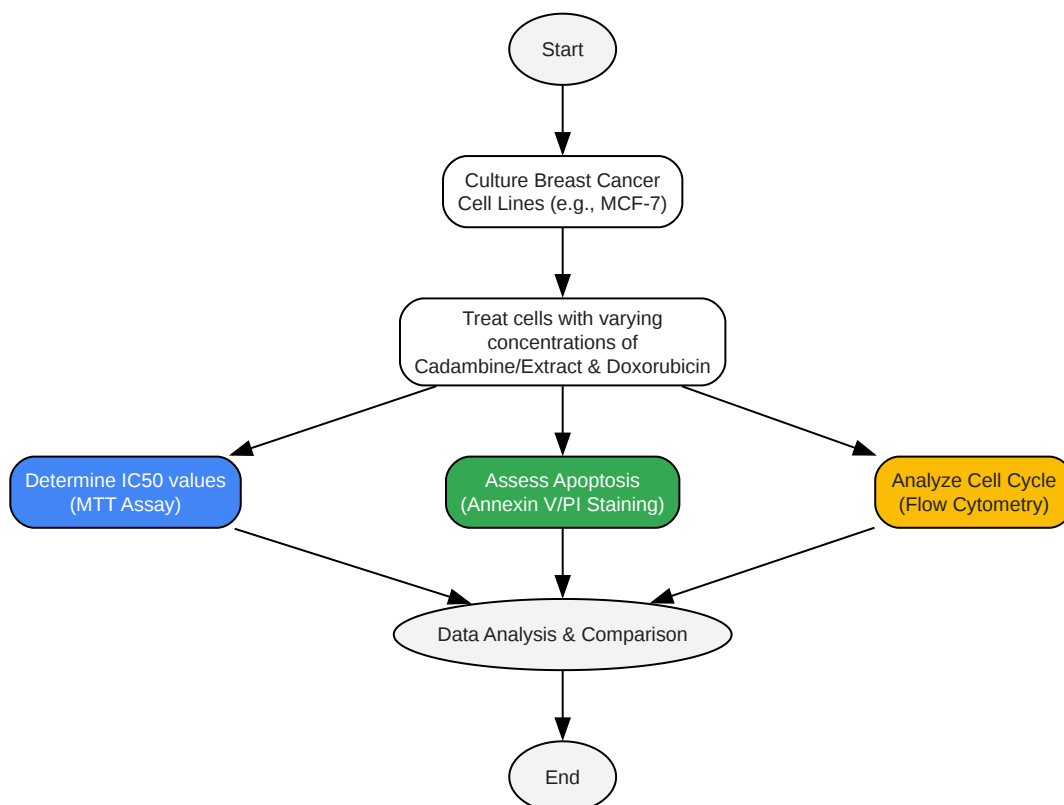 Start
Culture Breast Cancer
Cell Lines (e.g., MCF-7)
Treat cells with varying
concentrations of
Cadambine/Extract & Doxorubicin
Determine IC50 values
(MTT Assay)
Assess Apoptosis
(Annexin V/PI Staining)
Analyze Cell Cycle
(Flow Cytometry)
Data Analysis & Comparison
End